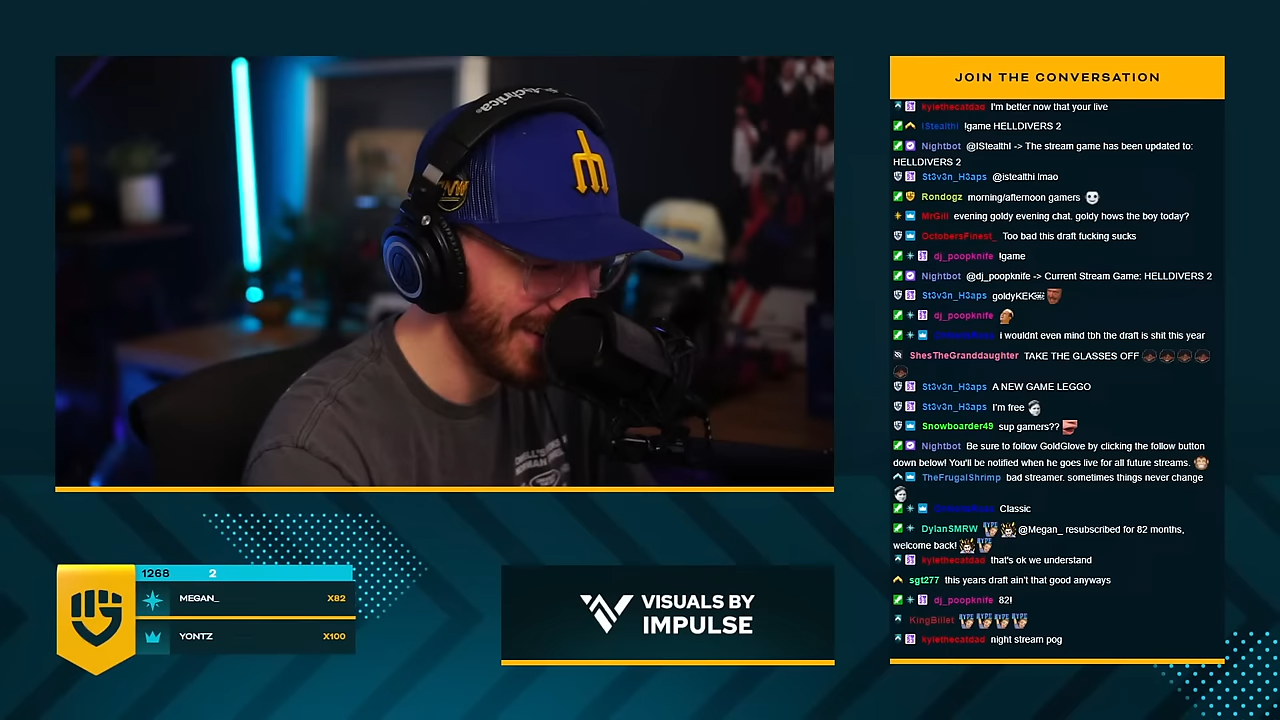 JOIN THE CONVERSATION
kylethecatdad I'm better now that your live
IStealthI !game HELLDIVERS 2
Nightbot @IStealthI -> The stream game has been updated to:
HELLDIVERS 2
St3v3n_H3aps @istealthi lmao
Rondogz morning/afternoon gamers
MrGill evening goldy evening chat. goldy hows the boy today?
OctobersFinest_ Too bad this draft fucking sucks
dj_poopknife !game
Nightbot @dj_poopknife -> Current Stream Game: HELLDIVERS 2
St3v3n_H3aps goldyKEK
dj_poopknife
i wouldnt even mind tbh the draft is shit this year
ShesTheGranddaughter TAKE THE GLASSES OFF
St3v3n_H3aps A NEW GAME LEGGO
St3v3n_H3aps I'm free
Snowboarder49 sup gamers??
Nightbot Be sure to follow GoldGlove by clicking the follow button
down below! You'll be notified when he goes live for all future streams.
TheFrugalShrimp bad streamer. sometimes things never change
Classic
DylanSMRW HYPE @Megan_ resubscribed for 82 months,
welcome back! HYPE
kylethecatdad that's ok we understand
sgt277 this years draft ain't that good anyways
dj_poopknife 82!
KingBillet HYPE HYPE HYPE HYPE
kylethecatdad night stream pog
1268 2
MEGAN_ X82
YONTZ X100
VISUALS BY
IMPULSE